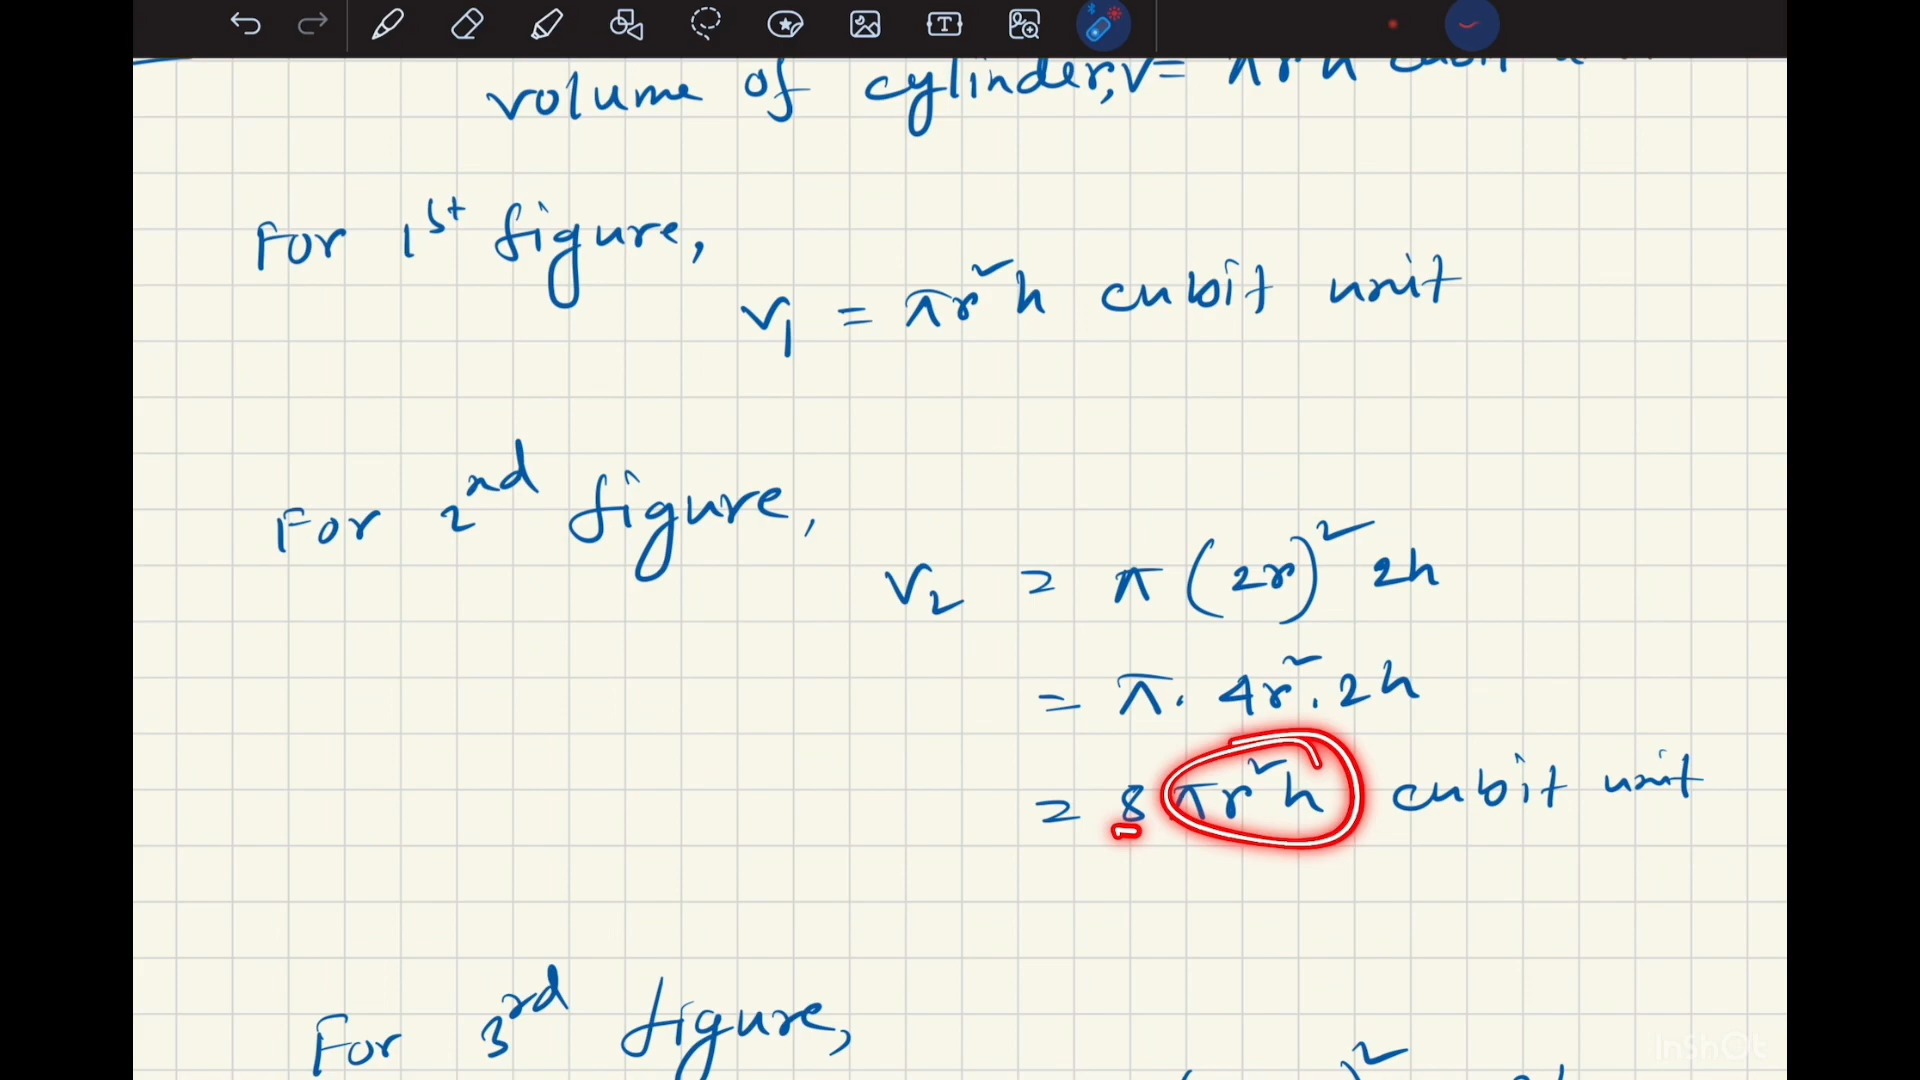 volume of cylinder, v =
For 1st figure,
v₁ = πr²h cubit unit
For 2nd figure,
v₂ = π(2r)² 2h
= π. 4r². 2h
= 8 πr²h cubit unit
For 3rd figure,
InShOt